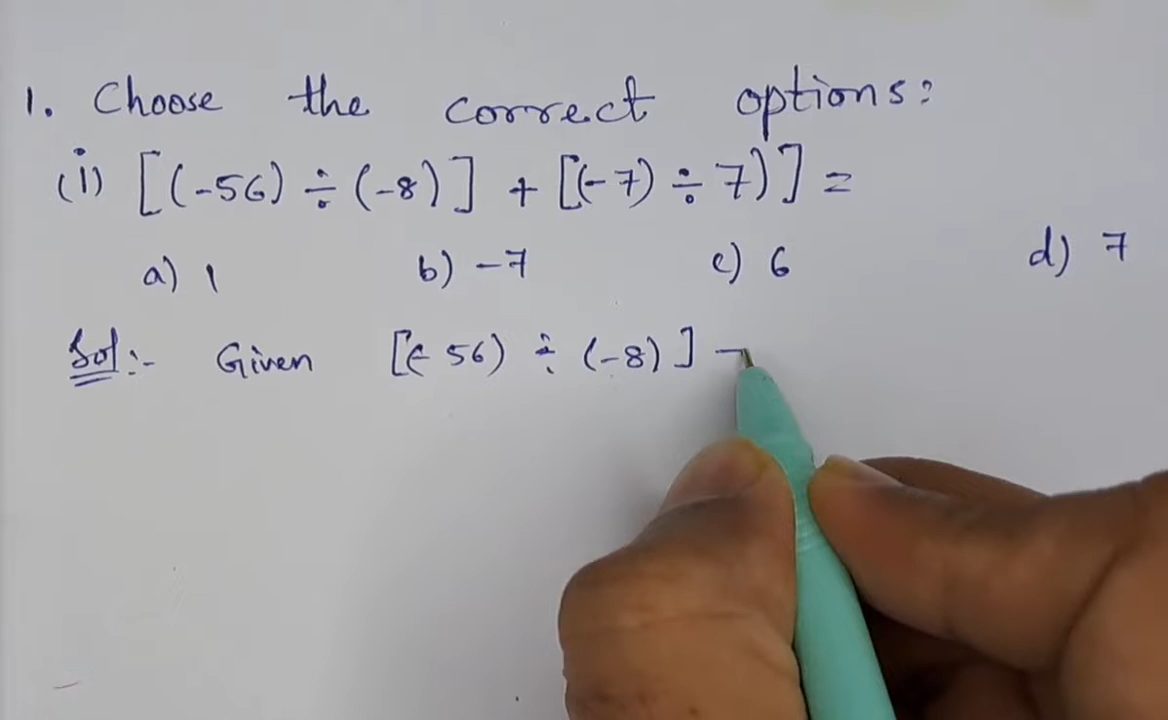 1. Choose the correct options:
(i) [(-56) ÷ (-8)] + [(-7) ÷ 7)] =
a) 1 b) -7 c) 6 d) 7
Sol:- Given [(- 56) ÷ (-8)] -